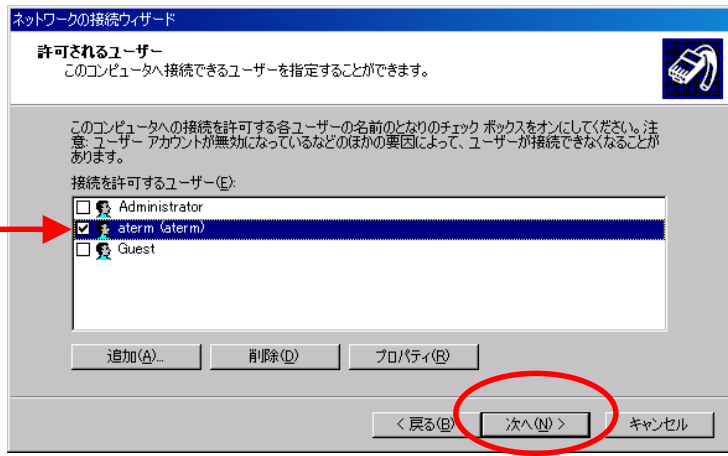 ネットワークの接続ウィザード
許可されるユーザー
このコンピュータへ接続できるユーザーを指定することができます。
このコンピュータへの接続を許可する各ユーザーの名前のとなりのチェック ボックスをオンにしてください。注
意: ユーザー アカウントが無効になっているなどのほかの要因によって、ユーザーが接続できなくなることが
あります。
接続を許可するユーザー(E):
Administrator
aterm (aterm)
Guest
追加(A)... 削除(D) プロパティ(R)
< 戻る(B) 次へ(N) > キャンセル